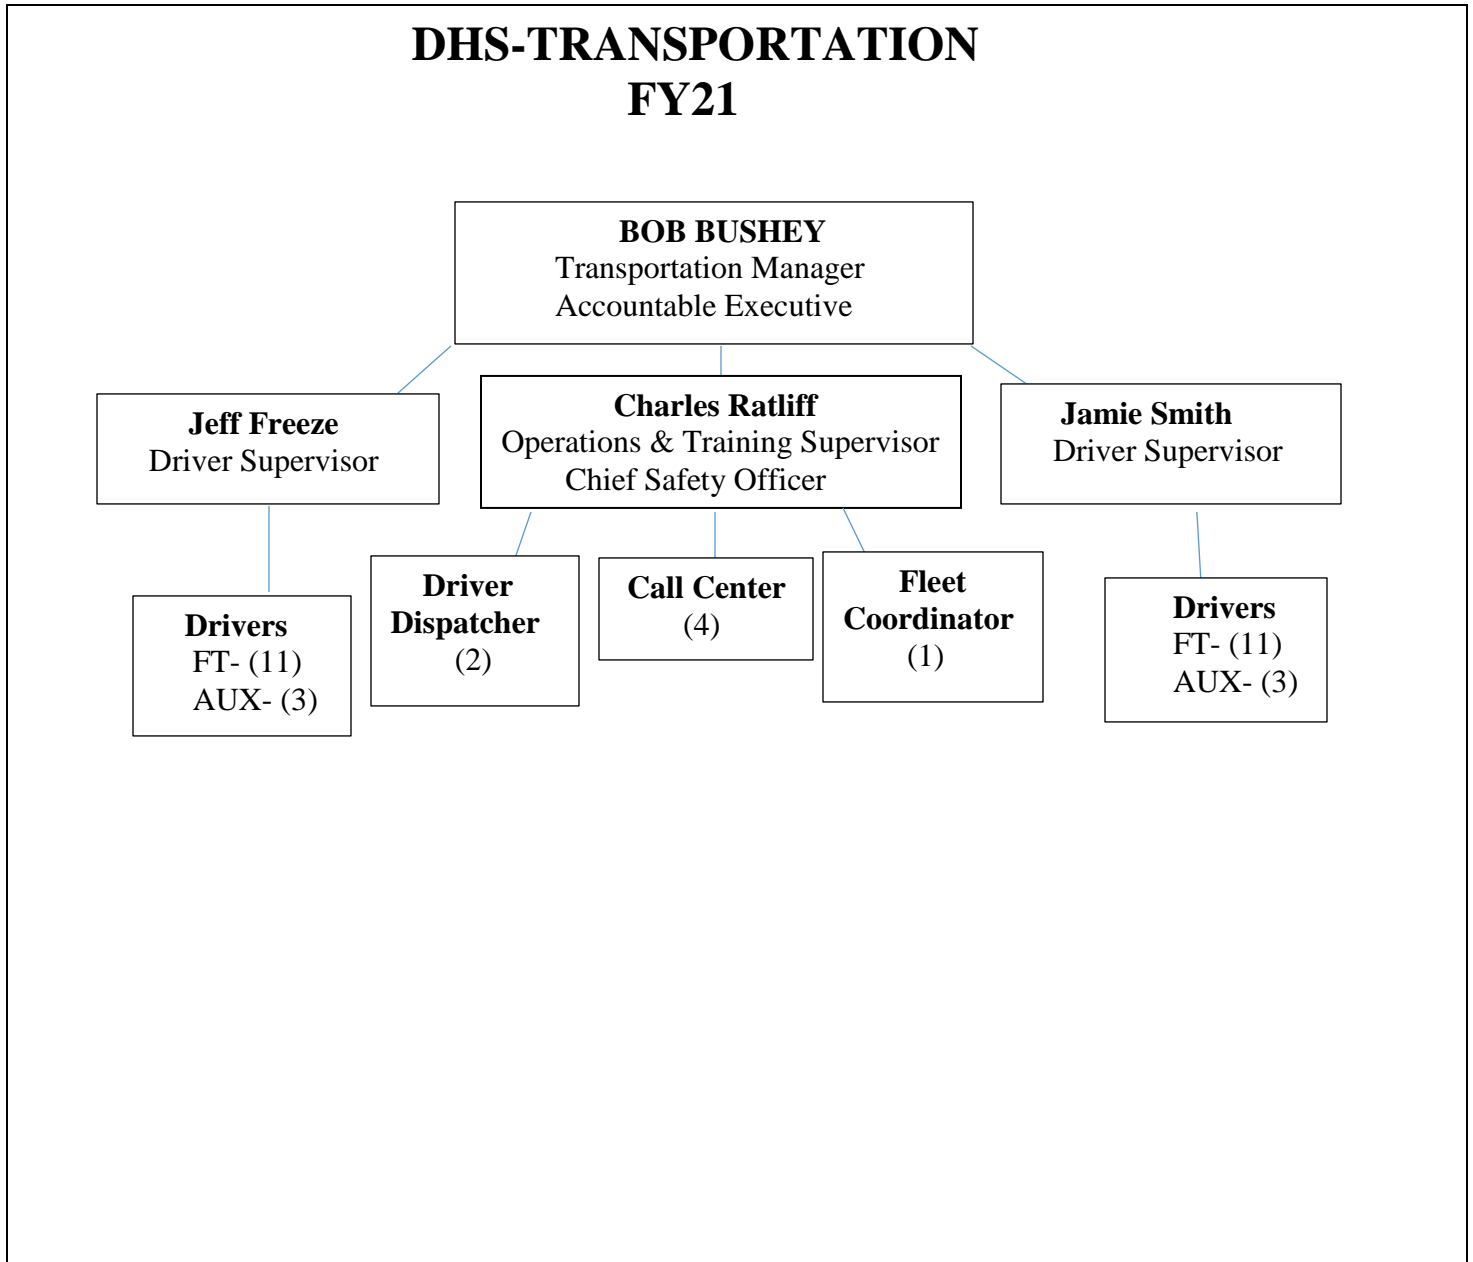 DHS-TRANSPORTATION
FY21
BOB BUSHEY
Transportation Manager
Accountable Executive
Jeff Freeze
Driver Supervisor
Charles Ratliff
Operations & Training Supervisor
Chief Safety Officer
Jamie Smith
Driver Supervisor
Drivers
FT- (11)
AUX- (3)
Driver
Dispatcher
(2)
Call Center
(4)
Fleet
Coordinator
(1)
Drivers
FT- (11)
AUX- (3)